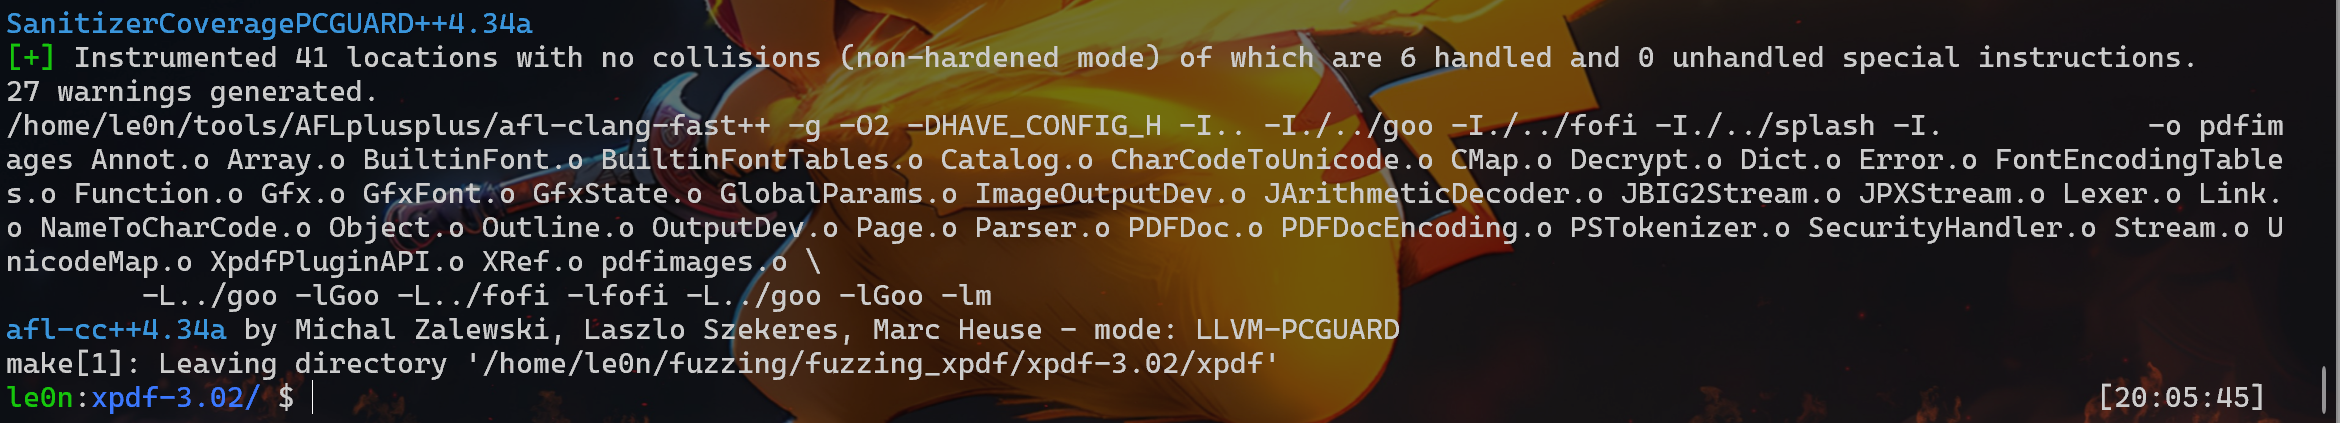 SanitizerCoveragePCGUARD++4.34a
[+] Instrumented 41 locations with no collisions (non-hardened mode) of which are 6 handled and 0 unhandled special instructions.
27 warnings generated.
/home/le0n/tools/AFLplusplus/afl-clang-fast++ -g -O2 -DHAVE_CONFIG_H -I.. -I./../goo -I./../fofi -I./../splash -I.            -o pdfim
ages Annot.o Array.o BuiltinFont.o BuiltinFontTables.o Catalog.o CharCodeToUnicode.o CMap.o Decrypt.o Dict.o Error.o FontEncodingTable
s.o Function.o Gfx.o GfxFont.o GfxState.o GlobalParams.o ImageOutputDev.o JArithmeticDecoder.o JBIG2Stream.o JPXStream.o Lexer.o Link.
o NameToCharCode.o Object.o Outline.o OutputDev.o Page.o Parser.o PDFDoc.o PDFDocEncoding.o PSTokenizer.o SecurityHandler.o Stream.o U
nicodeMap.o XpdfPluginAPI.o XRef.o pdfimages.o \
        -L../goo -lGoo -L../fofi -lfofi -L../goo -lGoo -lm
afl-cc++4.34a by Michal Zalewski, Laszlo Szekeres, Marc Heuse - mode: LLVM-PCGUARD
make[1]: Leaving directory '/home/le0n/fuzzing/fuzzing_xpdf/xpdf-3.02/xpdf'
le0n:xpdf-3.02/ $ [20:05:45]